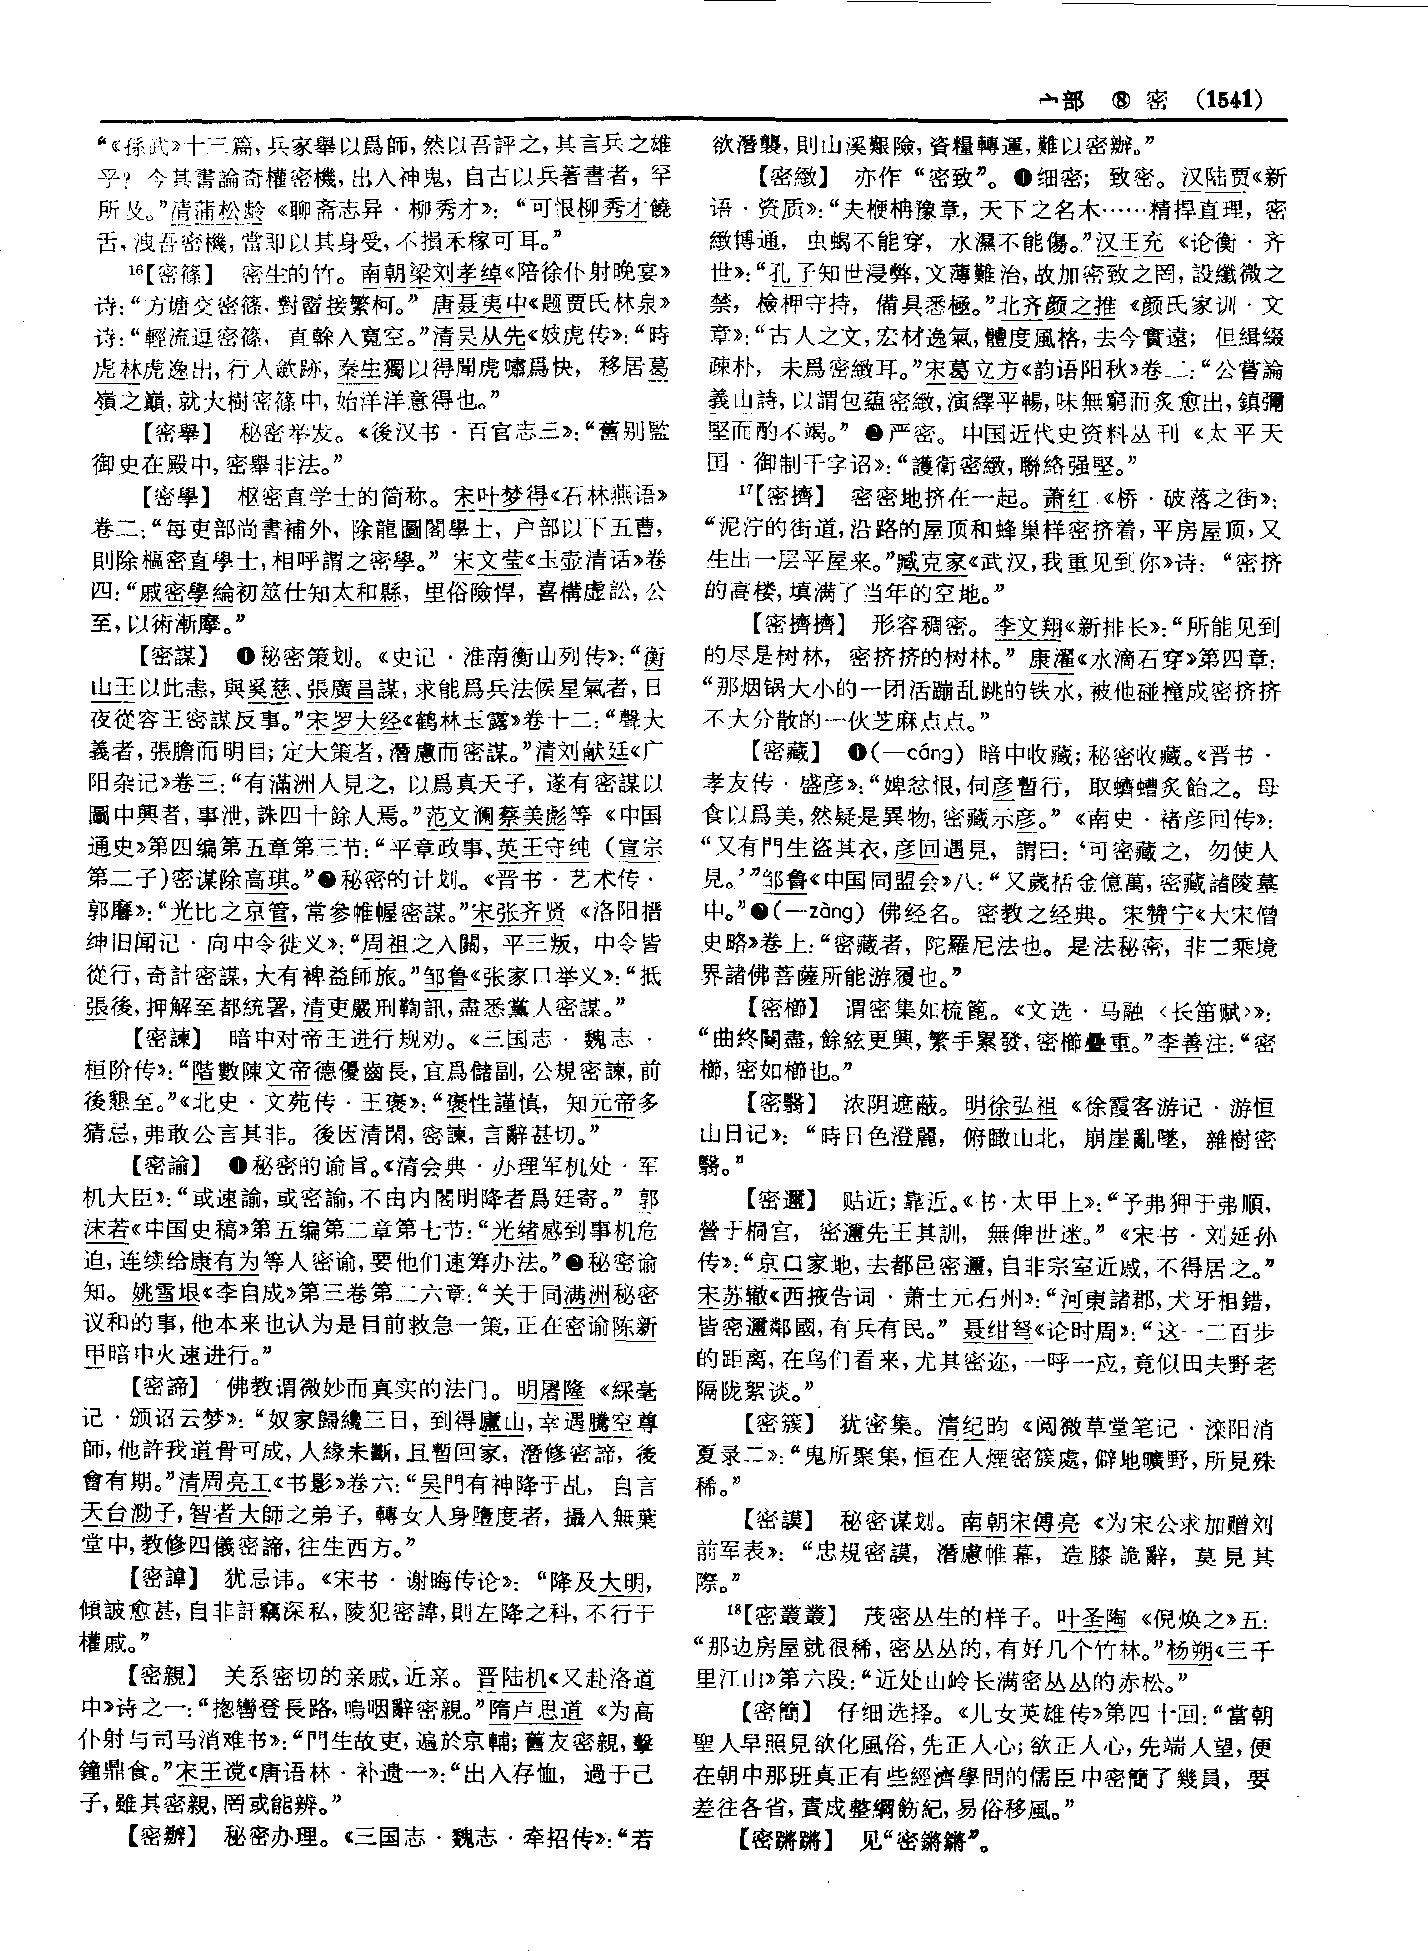 宀部 ⑧ 密 (1541)
“《孫武》十三篇，兵家舉以爲師，然以吾評之，其言兵之雄
乎？今其書論奇權密機，出入神鬼，自古以兵著書者，罕
所及。”清蒲松龄《聊斋志异·柳秀才》：“可恨柳秀才饒
舌，洩吾密機，當即以其身受，不損禾稼可耳。”
16【密篠】 密生的竹。南朝梁刘孝绰《陪徐仆射晚宴》
诗：“方塘交密篠，對霤接繁柯。”唐聂夷中《题贾氏林泉》
诗：“輕流逗密篠，直榦入寬空。”清吴从先《妓虎传》：“時
虎林虎逸出，行人歛跡，秦生獨以得聞虎嘯爲快，移居葛
嶺之巔，就大樹密篠中，始洋洋意得也。”
【密舉】 秘密举发。《後汉书·百官志三》：“舊别監
御史在殿中，密舉非法。”
【密學】 枢密直学士的简称。宋叶梦得《石林燕语》
卷二：“每吏部尚書補外，除龍圖閣學士，户部以下五曹，
則除樞密直學士，相呼謂之密學。”宋文莹《玉壶清话》卷
四：“戚密學綸初筮仕知太和縣，里俗險悍，喜構虚訟，公
至，以術漸摩。”
【密謀】 ❶秘密策划。《史记·淮南衡山列传》：“衡
山王以此恚，與奚慈、張廣昌謀，求能爲兵法候星氣者，日
夜從容王密謀反事。”宋罗大经《鹤林玉露》卷十二：“聲大
義者，張膽而明目；定大策者，潛慮而密謀。”清刘献廷《广
阳杂记》卷三：“有滿洲人見之，以爲真天子，遂有密謀以
圖中興者，事泄，誅四十餘人焉。”范文澜蔡美彪等《中国
通史》第四编第五章第三节：“平章政事、英王守纯（宣宗
第二子）密谋除高琪。”❷秘密的计划。《晋书·艺术传·
郭黁》：“光比之京管，常參帷幄密謀。”宋张齐贤《洛阳搢
绅旧闻记·向中令徙义》：“周祖之入關，平三叛，中令皆
從行，奇計密謀，大有裨益師旅。”邹鲁《张家口举义》：“抵
張後，押解至都統署，清吏嚴刑鞫訊，盡悉黨人密謀。”
【密諫】 暗中对帝王进行规劝。《三国志·魏志·
桓阶传》：“階數陳文帝德優齒長，宜爲儲副，公規密諫，前
後懇至。”《北史·文苑传·王褒》：“褒性謹慎，知元帝多
猜忌，弗敢公言其非。後因清閑，密諫，言辭甚切。”
【密諭】 ❶秘密的谕旨。《清会典·办理军机处·军
机大臣》：“或速諭，或密諭，不由内閣明降者爲廷寄。”郭
沫若《中国史稿》第五编第二章第七节：“光绪感到事机危
迫，连续给康有为等人密谕，要他们速筹办法。”❷秘密谕
知。姚雪垠《李自成》第三卷第二六章：“关于同满洲秘密
议和的事，他本来也认为是目前救急一策，正在密谕陈新
甲暗中火速进行。”
【密諦】 佛教谓微妙而真实的法门。明屠隆《綵毫
记·颁诏云梦》：“奴家歸纔三日，到得廬山，幸遇騰空尊
師，他許我道骨可成，人緣未斷，且暫回家，潛修密諦，後
會有期。”清周亮工《书影》卷六：“吴門有神降于乩，自言
天台泐子，智者大師之弟子，轉女人身墮度者，攝入無葉
堂中，教修四儀密諦，往生西方。”
【密諱】 犹忌讳。《宋书·谢晦传论》：“降及大明，
傾詖愈甚，自非訐竊深私，陵犯密諱，則左降之科，不行于
權戚。”
【密親】 关系密切的亲戚，近亲。晋陆机《又赴洛道
中》诗之一：“揔轡登長路，嗚咽辭密親。”隋卢思道《为高
仆射与司马消难书》：“門生故吏，遍於京輔；舊友密親，擊
鐘鼎食。”宋王谠《唐语林·补遗一》：“出入存恤，過于己
子，雖其密親，罔或能辨。”
【密辦】 秘密办理。《三国志·魏志·牵招传》：“若
欲潛襲，則山溪艱險，資糧轉運，難以密辦。”
【密緻】 亦作“密致”。❶细密；致密。汉陆贾《新
语·资质》：“夫楩柟豫章，天下之名木……精捍直理，密
緻博通，虫蝎不能穿，水濕不能傷。”汉王充《论衡·齐
世》：“孔子知世浸弊，文薄難治，故加密致之罔，設纖微之
禁，檢柙守持，備具悉極。”北齐颜之推《颜氏家训·文
章》：“古人之文，宏材逸氣，體度風格，去今實遠；但緝綴
疎朴，未爲密緻耳。”宋葛立方《韵语阳秋》卷二：“公嘗論
義山詩，以謂包蘊密緻，演繹平暢，味無窮而炙愈出，鎮彌
堅而酌不竭。”❷严密。中国近代史资料丛刊《太平天
国·御制千字诏》：“護衛密緻，聯絡强堅。”
17【密擠】 密密地挤在一起。萧红《桥·破落之街》：
“泥泞的街道，沿路的屋顶和蜂巢样密挤着，平房屋顶，又
生出一层平屋来。”臧克家《武汉，我重见到你》诗：“密挤
的高楼，填满了当年的空地。”
【密擠擠】 形容稠密。李文翔《新排长》：“所能见到
的尽是树林，密挤挤的树林。”康濯《水滴石穿》第四章：
“那烟锅大小的一团活蹦乱跳的铁水，被他碰撞成密挤挤
不大分散的一伙芝麻点点。”
【密藏】 ❶（—cáng）暗中收藏；秘密收藏。《晋书·
孝友传·盛彦》：“婢忿恨，伺彦暫行，取蠐螬炙飴之。母
食以爲美，然疑是異物，密藏示彦。”《南史·褚彦回传》：
“又有門生盜其衣，彦回遇見，謂曰：‘可密藏之，勿使人
見。’”邹鲁《中国同盟会》八：“又歲括金億萬，密藏諸陵墓
中。”❷（—zàng）佛经名。密教之经典。宋赞宁《大宋僧
史略》卷上：“密藏者，陀羅尼法也。是法秘密，非二乘境
界諸佛菩薩所能游履也。”
【密櫛】 谓密集如梳篦。《文选·马融〈长笛赋〉》：
“曲终闋盡，餘絃更興，繁手累發，密櫛疊重。”李善注：“密
櫛，密如櫛也。”
【密翳】 浓阴遮蔽。明徐弘祖《徐霞客游记·游恒
山日记》：“時日色澄麗，俯瞰山北，崩崖亂墜，雜樹密
翳。”
【密邇】 贴近；靠近。《书·太甲上》：“予弗狎于弗順，
營于桐宫，密邇先王其訓，無俾世迷。”《宋书·刘延孙
传》：“京口家地，去都邑密邇，自非宗室近戚，不得居之。”
宋苏辙《西掖告词·萧士元石州》：“河東諸郡，犬牙相錯，
皆密邇鄰國，有兵有民。”聂绀弩《论时周》：“这一二百步
的距离，在鸟们看来，尤其密迩，一呼一应，竟似田夫野老
隔陇絮谈。”
【密簇】 犹密集。清纪昀《阅微草堂笔记·滦阳消
夏录二》：“鬼所聚集，恒在人煙密簇處，僻地曠野，所見殊
稀。”
【密謨】 秘密谋划。南朝宋傅亮《为宋公求加赠刘
前军表》：“忠規密謨，潛慮帷幕，造膝詭辭，莫見其
際。”
18【密叢叢】 茂密丛生的样子。叶圣陶《倪焕之》五：
“那边房屋就很稀，密丛丛的，有好几个竹林。”杨朔《三千
里江山》第六段：“近处山岭长满密丛丛的赤松。”
【密簡】 仔细选择。《儿女英雄传》第四十回：“當朝
聖人早照見欲化風俗，先正人心；欲正人心，先端人望，便
在朝中那班真正有些經濟學問的儒臣中密簡了幾員，要
差往各省，責成整綱飭紀，易俗移風。”
【密蹡蹡】 见“密鏘鏘”。